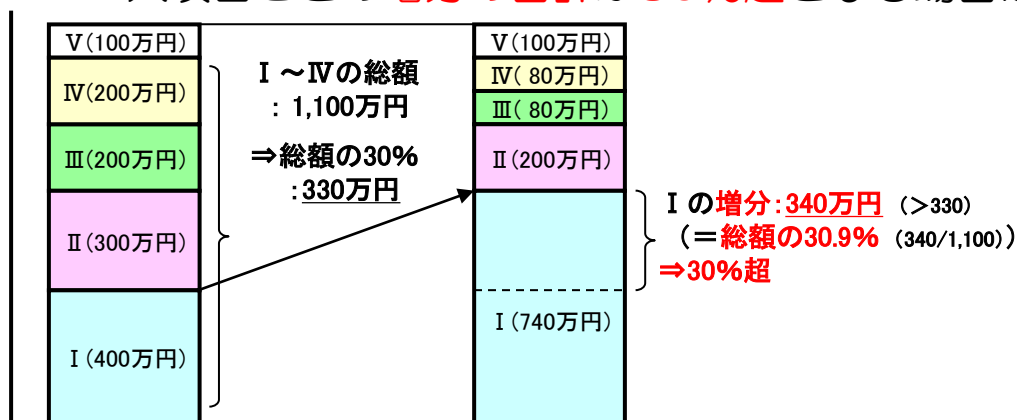 Ⅴ(100万円)
Ⅳ(200万円)
Ⅲ(200万円)
Ⅱ(300万円)
Ⅰ(400万円)
Ⅰ～Ⅳの総額
：1,100万円
⇒総額の30%
：330万円
Ⅴ(100万円)
Ⅳ( 80万円)
Ⅲ( 80万円)
Ⅱ(200万円)
Ⅰ(740万円)
Ⅰの増分：340万円 （＞330）
（＝総額の30.9% （340/1,100））
⇒30%超